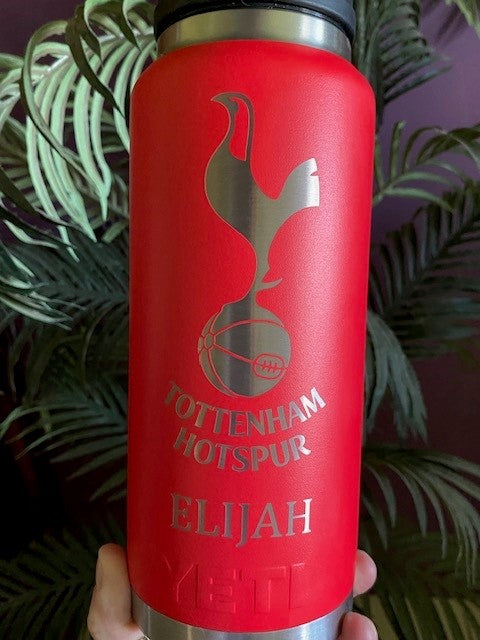 TOTTENHAM
HOTSPUR
ELIJAH
YETI